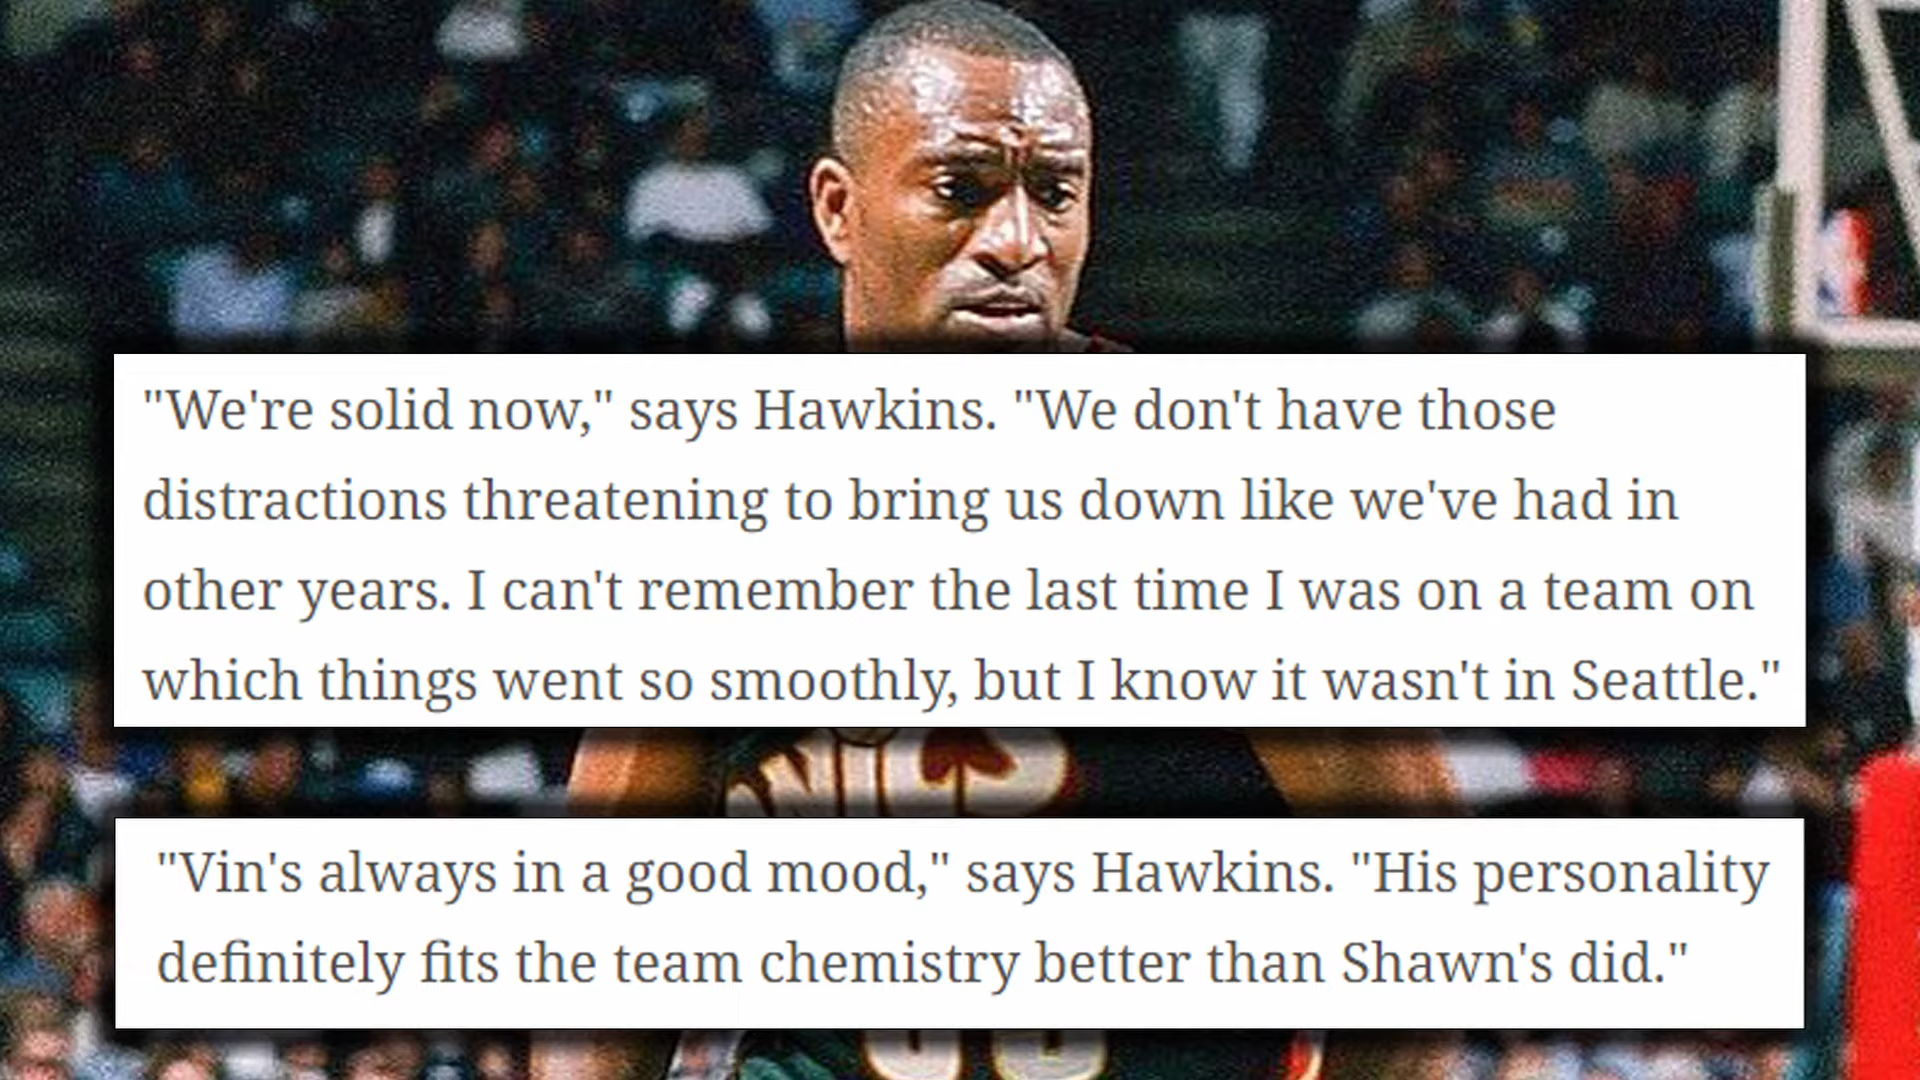 "We're solid now," says Hawkins. "We don't have those
distractions threatening to bring us down like we've had in
other years. I can't remember the last time I was on a team on
which things went so smoothly, but I know it wasn't in Seattle."
"Vin's always in a good mood," says Hawkins. "His personality
definitely fits the team chemistry better than Shawn's did."